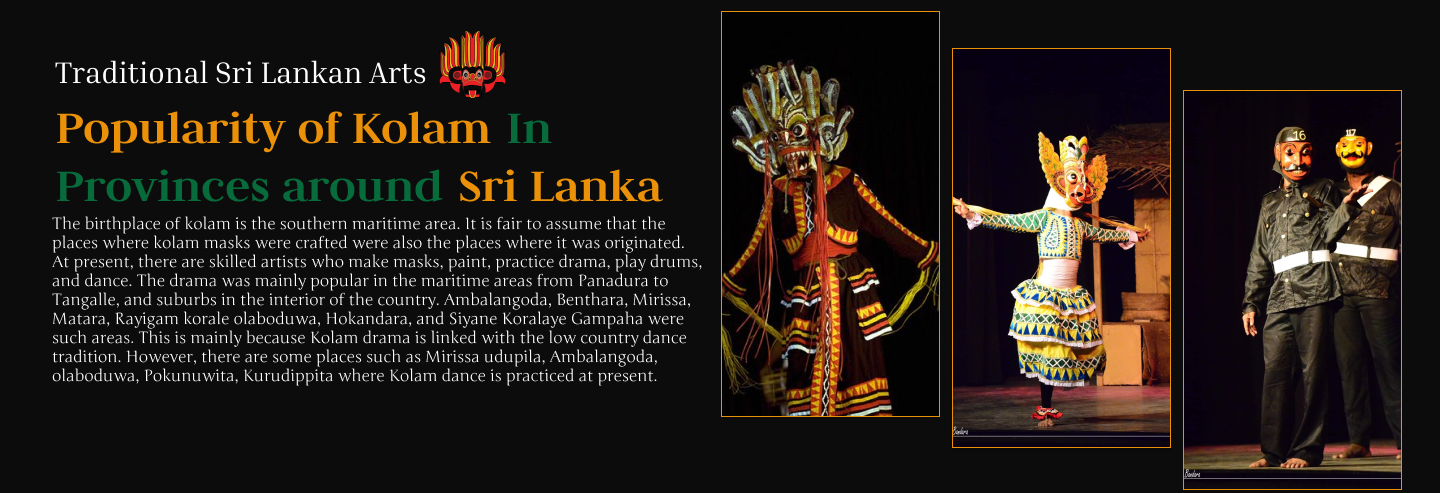 Traditional Sri Lankan Arts
Popularity of Kolam In
Provinces around Sri Lanka
The birthplace of kolam is the southern maritime area. It is fair to assume that the
places where kolam masks were crafted were also the places where it was originated.
At present, there are skilled artists who make masks, paint, practice drama, play drums,
and dance. The drama was mainly popular in the maritime areas from Panadura to
Tangalle, and suburbs in the interior of the country. Ambalangoda, Benthara, Mirissa,
Matara, Rayigam korale olaboduwa, Hokandara, and Siyane Koralaye Gampaha were
such areas. This is mainly because Kolam drama is linked with the low country dance
tradition. However, there are some places such as Mirissa udupila, Ambalangoda,
olaboduwa, Pokunuwita, Kurudippita where Kolam dance is practiced at present.
16
117
Bandara
Bandara